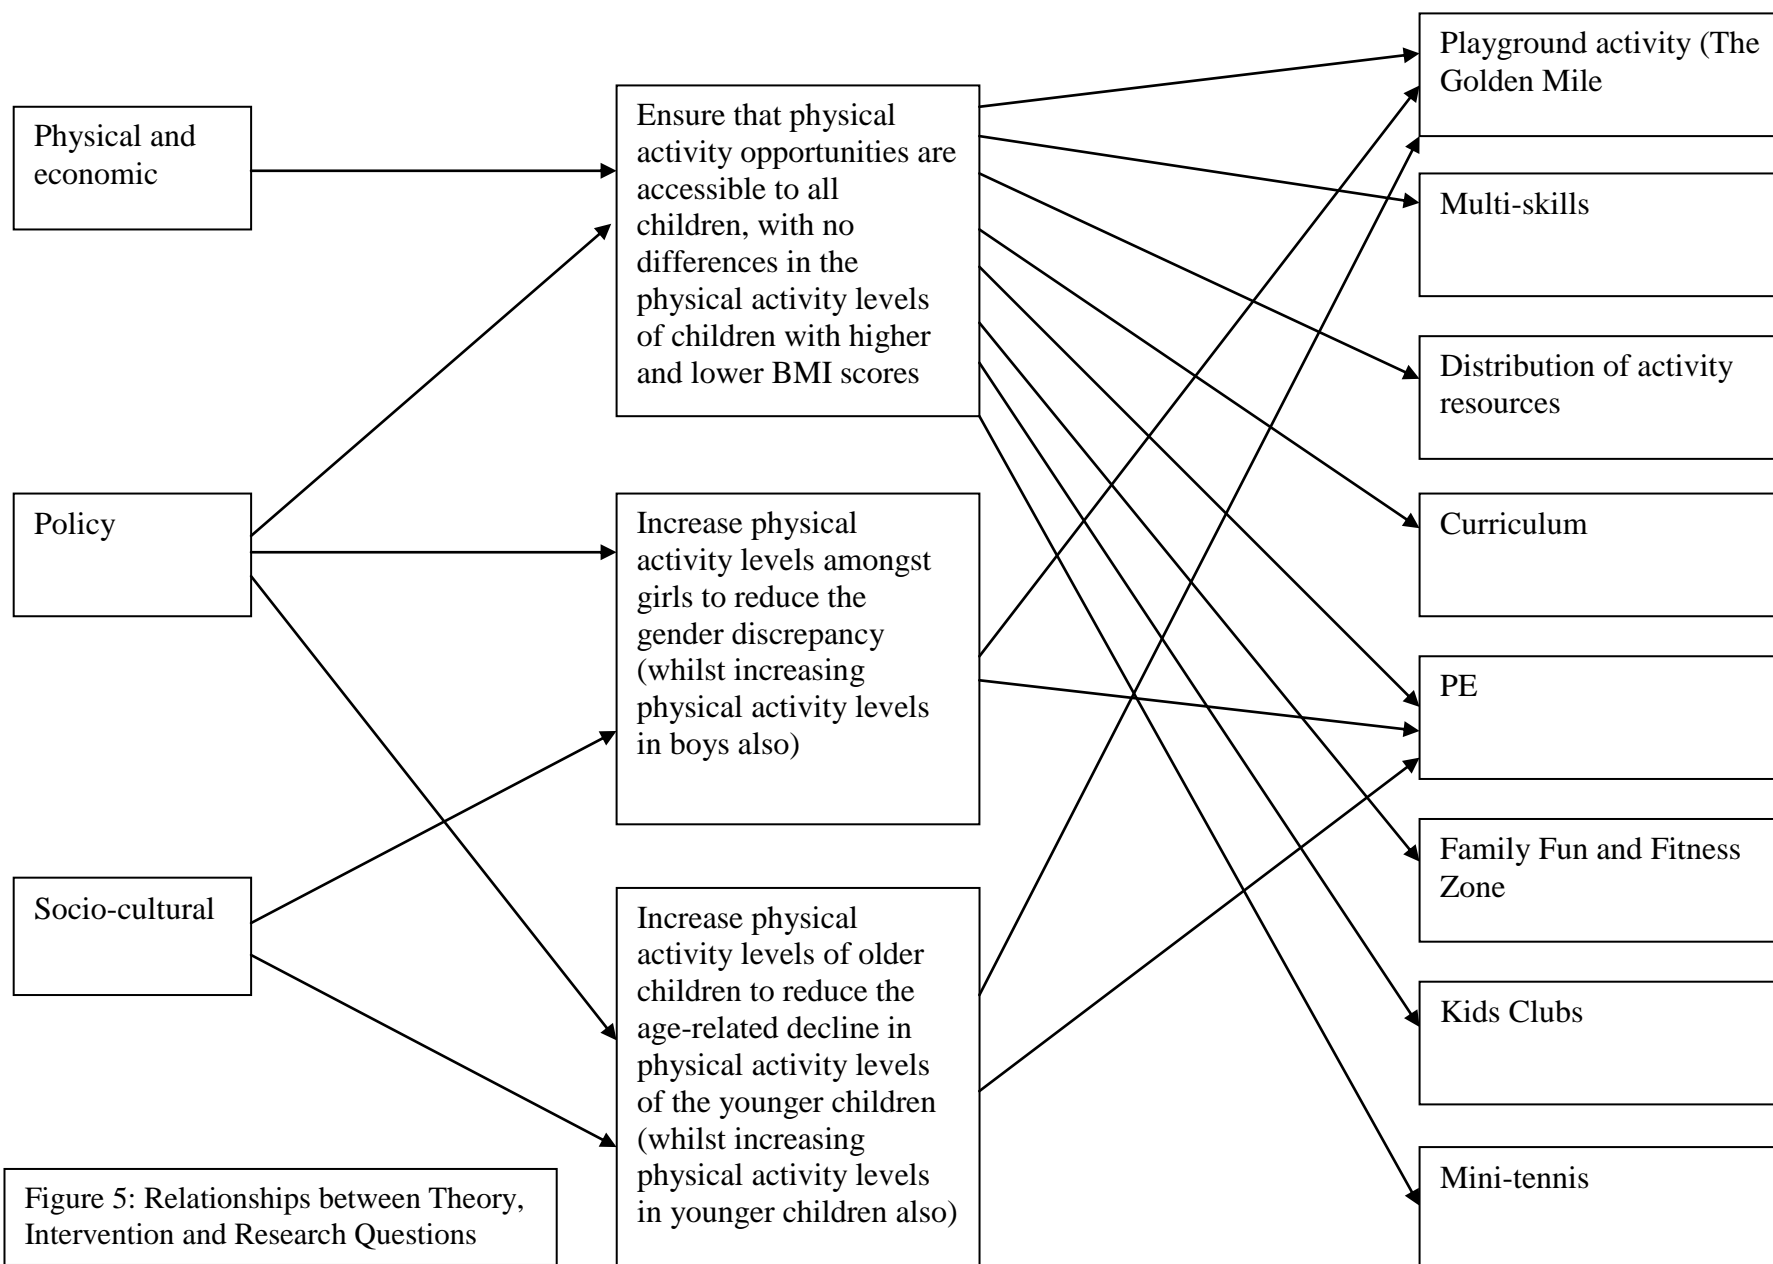 Physical and
economic
Policy
Socio-cultural
Ensure that physical
activity opportunities are
accessible to all
children, with no
differences in the
physical activity levels
of children with higher
and lower BMI scores
Increase physical
activity levels amongst
girls to reduce the
gender discrepancy
(whilst increasing
physical activity levels
in boys also)
Increase physical
activity levels of older
children to reduce the
age-related decline in
physical activity levels
of the younger children
(whilst increasing
physical activity levels
in younger children also)
Playground activity (The
Golden Mile
Multi-skills
Distribution of activity
resources
Curriculum
PE
Family Fun and Fitness
Zone
Kids Clubs
Mini-tennis
Figure 5: Relationships between Theory,
Intervention and Research Questions